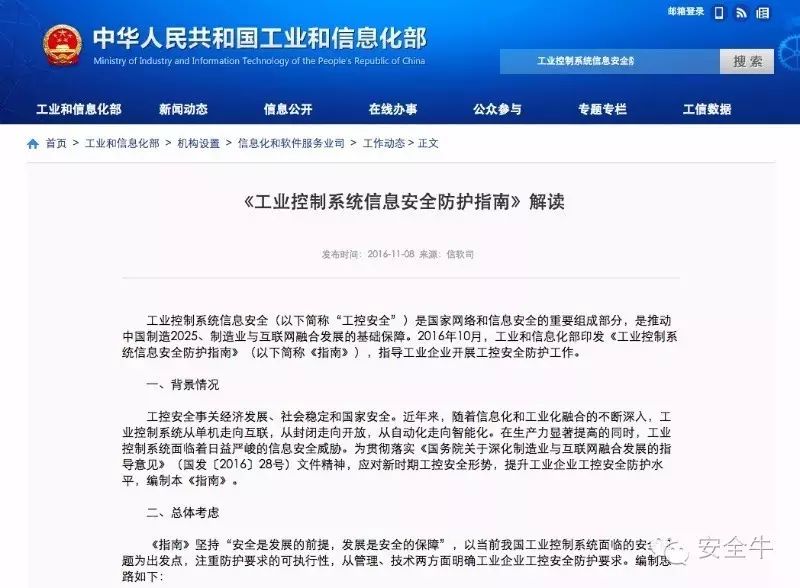 邮箱登录
中华人民共和国工业和信息化部
Ministry of Industry and Information Technology of the People's Republic of China
工业控制系统信息安全防
搜索
工业和信息化部 新闻动态 信息公开 在线办事 公众参与 专题专栏 工信数据
首页 > 工业和信息化部 > 机构设置 > 信息化和软件服务业司 > 工作动态 > 正文
《工业控制系统信息安全防护指南》解读
发布时间：2016-11-08 来源：信软司
工业控制系统信息安全（以下简称“工控安全”）是国家网络和信息安全的重要组成部分，是推动
中国制造2025、制造业与互联网融合发展的基础保障。2016年10月，工业和信息化部印发《工业控制系
统信息安全防护指南》（以下简称《指南》），指导工业企业开展工控安全防护工作。
一、背景情况
工控安全事关经济发展、社会稳定和国家安全。近年来，随着信息化和工业化融合的不断深入，工
业控制系统从单机走向互联，从封闭走向开放，从自动化走向智能化。在生产力显著提高的同时，工业
控制系统面临着日益严峻的信息安全威胁。为贯彻落实《国务院关于深化制造业与互联网融合发展的指
导意见》（国发〔2016〕28号）文件精神，应对新时期工控安全形势，提升工业企业工控安全防护水
平，编制本《指南》。
二、总体考虑
《指南》坚持“安全是发展的前提，发展是安全的保障”，以当前我国工业控制系统面临的安全
题为出发点，注重防护要求的可执行性，从管理、技术两方面明确工业企业工控安全防护要求。编制思
路如下：
安全牛